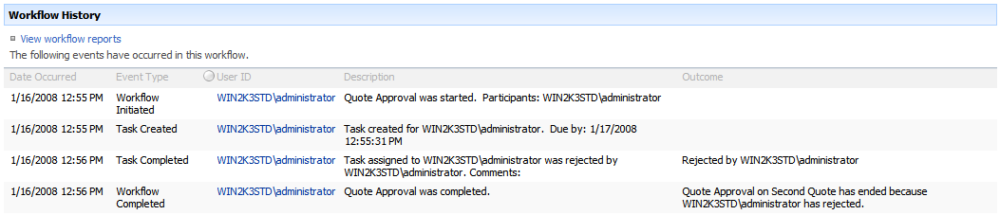 Workflow History
View workflow reports
The following events have occurred in this workflow.
Date Occurred Event Type User ID Description Outcome
1/16/2008 12:55 PM Workflow Initiated WIN2K3STD\administrator Quote Approval was started.  Participants: WIN2K3STD\administrator
1/16/2008 12:55 PM Task Created WIN2K3STD\administrator Task created for WIN2K3STD\administrator.  Due by: 1/17/2008 12:55:31 PM
1/16/2008 12:56 PM Task Completed WIN2K3STD\administrator Task assigned to WIN2K3STD\administrator was rejected by WIN2K3STD\administrator. Comments: Rejected by WIN2K3STD\administrator
1/16/2008 12:56 PM Workflow Completed WIN2K3STD\administrator Quote Approval was completed. Quote Approval on Second Quote has ended because WIN2K3STD\administrator has rejected.